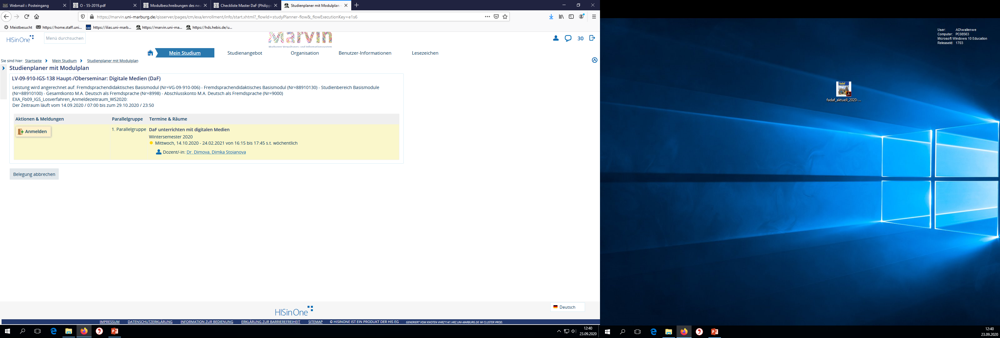 Webmail :: Posteingang
O - 55-2019.pdf
Modulbeschreibungen des neu
Checkliste Master DaF (Philipps
Studienplaner mit Modulplan -
https://marvin.uni-marburg.de/qisserver/pages/cm/exa/enrollment/info/start.xhtml?_flowId=studyPlanner-flow&_flowExecutionKey=e1s6
Meistbesucht
https://home.staff.uni...
https://ilias.uni-marb...
https://marvin.uni-ma...
https://hds.hebis.de/u...
HISinOne
Menü durchsuchen
Marvin
Marburger Verwaltungs- und Informationssystem
30
Mein Studium
Studienangebot
Organisation
Benutzer-Informationen
Lesezeichen
Sie sind hier: Startseite
Mein Studium
Studienplaner mit Modulplan
Studienplaner mit Modulplan
LV-09-910-IGS-138 Haupt-/Oberseminar: Digitale Medien (DaF)
Leistung wird angerechnet auf: Fremdsprachendidaktisches Basismodul (Nr=VG-09-910-006) - Fremdsprachendidaktisches Basismodul (Nr=88910130) - Studienbereich Basismodule
(Nr=88910100) - Gesamtkonto M.A. Deutsch als Fremdsprache (Nr=8998) - Abschlusskonto M.A. Deutsch als Fremdsprache (Nr=9000)
EXA_Fb09_IGS_Losverfahren_Anmeldezeitraum_WS2020:
Der Zeitraum läuft vom 14.09.2020 / 07:00 bis zum 29.10.2020 / 23:50
Aktionen & Meldungen
Parallelgruppe
Termine & Räume
Anmelden
1. Parallelgruppe
DaF unterrichten mit digitalen Medien
Wintersemester 2020
Mittwoch, 14.10.2020 - 24.02.2021 von 16:15 bis 17:45 s.t. wöchentlich
Dozent/-in: Dr. Dimova, Dimka Stoianova
Belegung abbrechen
HISinOne
Deutsch
IMPRESSUM
DATENSCHUTZERKLÄRUNG
INFORMATION ZUR BEDIENUNG
ERKLÄRUNG ZUR BARRIEREFREIHEIT
SITEMAP
© HISINONE IST EIN PRODUKT DER HIS EG
GENERIERT VOM KNOTEN VHRZ1141.HRZ.UNI-MARBURG.DE IM CLUSTER PROD.
12:40
23.09.2020
User: AD\wallenwe
Computer: PC08563
Microsoft Windows 10 Education
ReleaseId: 1703
fadaf
fadaf_aktuell_2020-...
12:40
23.09.2020